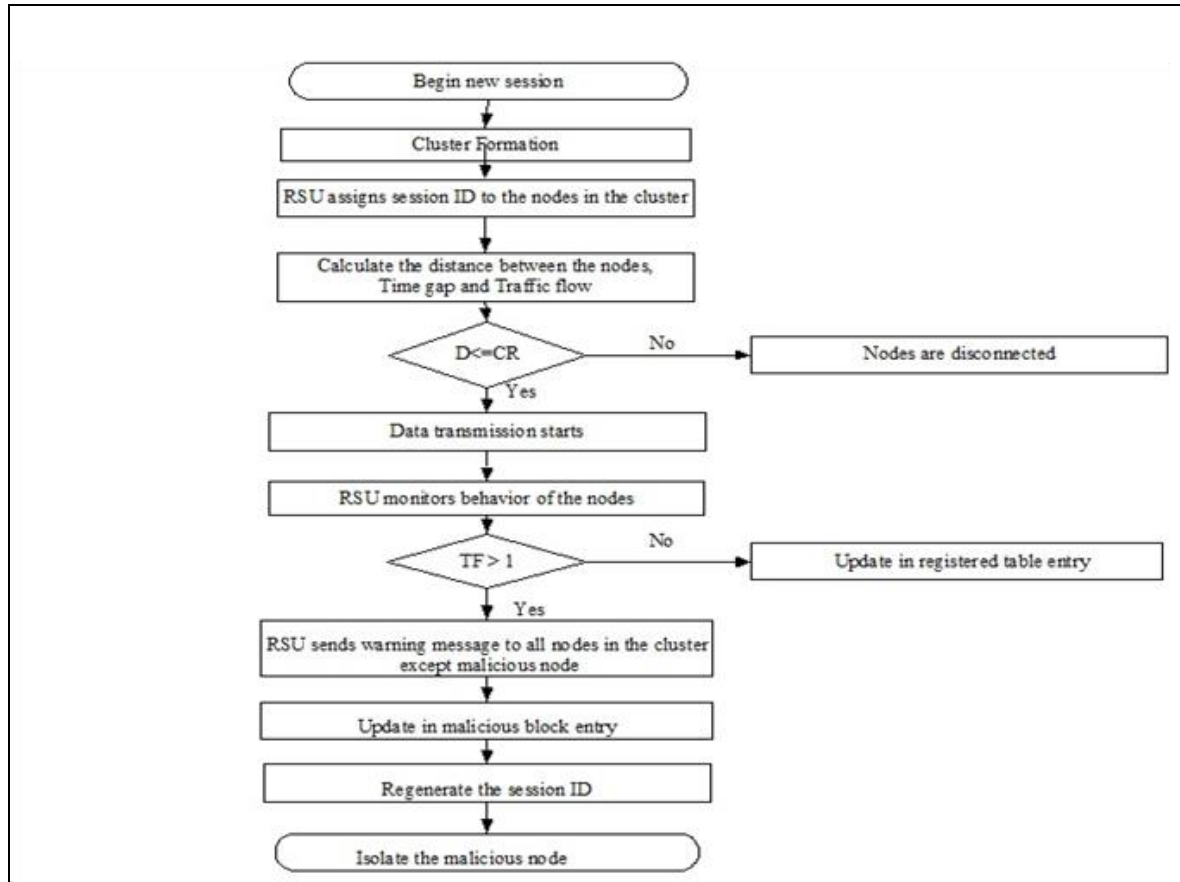 Begin new session
Cluster Formation
RSU assigns session ID to the nodes in the cluster
Calculate the distance between the nodes,
Time gap and Traffic flow
D<=CR
No
Nodes are disconnected
Yes
Data transmission starts
RSU monitors behavior of the nodes
TF > 1
No
Update in registered table entry
Yes
RSU sends warning message to all nodes in the cluster
except malicious node
Update in malicious block entry
Regenerate the session ID
Isolate the malicious node